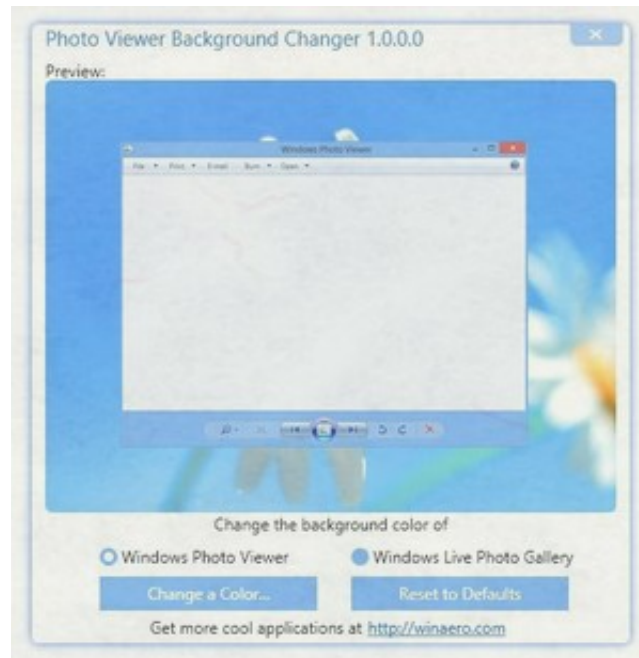 Photo Viewer Background Changer 1.0.0.0
Preview:
Windows Photo Viewer
File Print E-mail Burn Open
Change the background color of
Windows Photo Viewer Windows Live Photo Gallery
Change a Color... Reset to Defaults
Get more cool applications at http://winaero.com